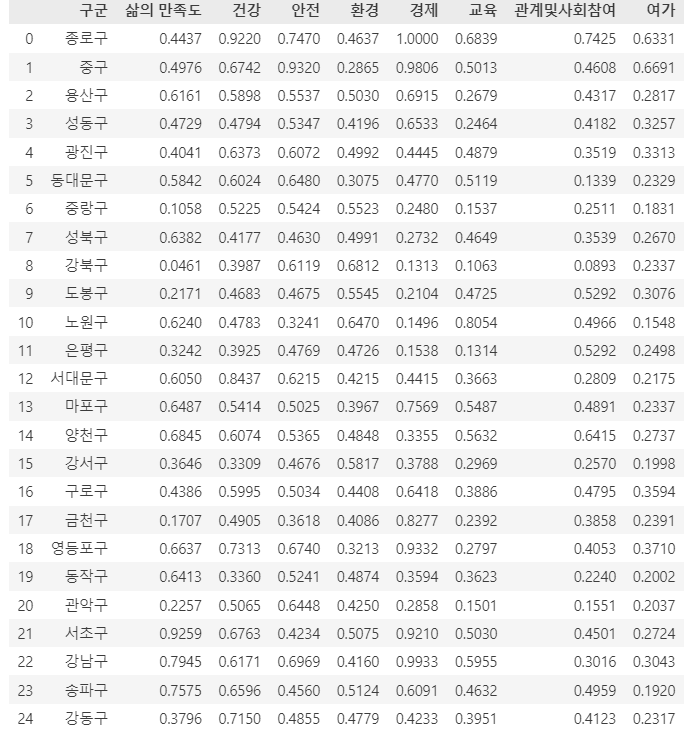 구군 삶의 만족도 건강 안전 환경 경제 교육 관계및사회참여 여가
0 종로구 0.4437 0.9220 0.7470 0.4637 1.0000 0.6839 0.7425 0.6331
1 중구 0.4976 0.6742 0.9320 0.2865 0.9806 0.5013 0.4608 0.6691
2 용산구 0.6161 0.5898 0.5537 0.5030 0.6915 0.2679 0.4317 0.2817
3 성동구 0.4729 0.4794 0.5347 0.4196 0.6533 0.2464 0.4182 0.3257
4 광진구 0.4041 0.6373 0.6072 0.4992 0.4445 0.4879 0.3519 0.3313
5 동대문구 0.5842 0.6024 0.6480 0.3075 0.4770 0.5119 0.1339 0.2329
6 중랑구 0.1058 0.5225 0.5424 0.5523 0.2480 0.1537 0.2511 0.1831
7 성북구 0.6382 0.4177 0.4630 0.4991 0.2732 0.4649 0.3539 0.2670
8 강북구 0.0461 0.3987 0.6119 0.6812 0.1313 0.1063 0.0893 0.2337
9 도봉구 0.2171 0.4683 0.4675 0.5545 0.2104 0.4725 0.5292 0.3076
10 노원구 0.6240 0.4783 0.3241 0.6470 0.1496 0.8054 0.4966 0.1548
11 은평구 0.3242 0.3925 0.4769 0.4726 0.1538 0.1314 0.5292 0.2498
12 서대문구 0.6050 0.8437 0.6215 0.4215 0.4415 0.3663 0.2809 0.2175
13 마포구 0.6487 0.5414 0.5025 0.3967 0.7569 0.5487 0.4891 0.2337
14 양천구 0.6845 0.6074 0.5365 0.4848 0.3355 0.5632 0.6415 0.2737
15 강서구 0.3646 0.3309 0.4676 0.5817 0.3788 0.2969 0.2570 0.1998
16 구로구 0.4386 0.5995 0.5034 0.4408 0.6418 0.3886 0.4795 0.3594
17 금천구 0.1707 0.4905 0.3618 0.4086 0.8277 0.2392 0.3858 0.2391
18 영등포구 0.6637 0.7313 0.6740 0.3213 0.9332 0.2797 0.4053 0.3710
19 동작구 0.6413 0.3360 0.5241 0.4874 0.3594 0.3623 0.2240 0.2002
20 관악구 0.2257 0.5065 0.6448 0.4250 0.2858 0.1501 0.1551 0.2037
21 서초구 0.9259 0.6763 0.4234 0.5075 0.9210 0.5030 0.4501 0.2724
22 강남구 0.7945 0.6171 0.6969 0.4160 0.9933 0.5955 0.3016 0.3043
23 송파구 0.7575 0.6596 0.4560 0.5124 0.6091 0.4632 0.4959 0.1920
24 강동구 0.3796 0.7150 0.4855 0.4779 0.4233 0.3951 0.4123 0.2317